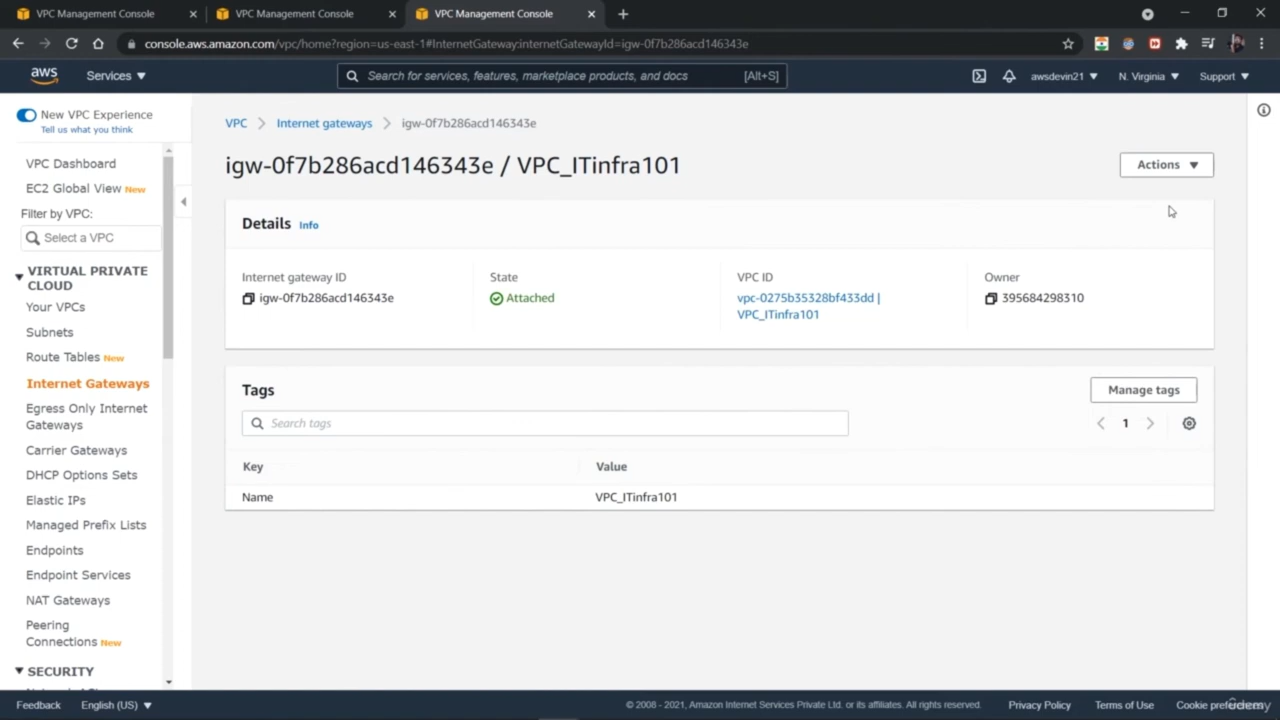 VPC Management Console
VPC Management Console
VPC Management Console
console.aws.amazon.com/vpc/home?region=us-east-1#InternetGateway:internetGatewayId=igw-0f7b286acd146343e
aws
Services
Search for services, features, marketplace products, and docs [Alt+S]
awsdevin21
N. Virginia
Support
New VPC Experience
Tell us what you think
VPC Dashboard
EC2 Global View New
Filter by VPC:
Select a VPC
VIRTUAL PRIVATE
CLOUD
Your VPCs
Subnets
Route Tables New
Internet Gateways
Egress Only Internet
Gateways
Carrier Gateways
DHCP Options Sets
Elastic IPs
Managed Prefix Lists
Endpoints
Endpoint Services
NAT Gateways
Peering
Connections New
SECURITY
VPC
Internet gateways
igw-0f7b286acd146343e
igw-0f7b286acd146343e / VPC_ITinfra101
Actions
Details Info
Internet gateway ID
igw-0f7b286acd146343e
State
Attached
VPC ID
vpc-0275b35328bf433dd |
VPC_ITinfra101
Owner
395684298310
Tags
Manage tags
Search tags
1
Key Value
Name VPC_ITinfra101
Feedback
English (US)
© 2008 - 2021, Amazon Internet Services Private Ltd. or its affiliates. All rights reserved.
Privacy Policy
Terms of Use
Cookie preferences
Udemy